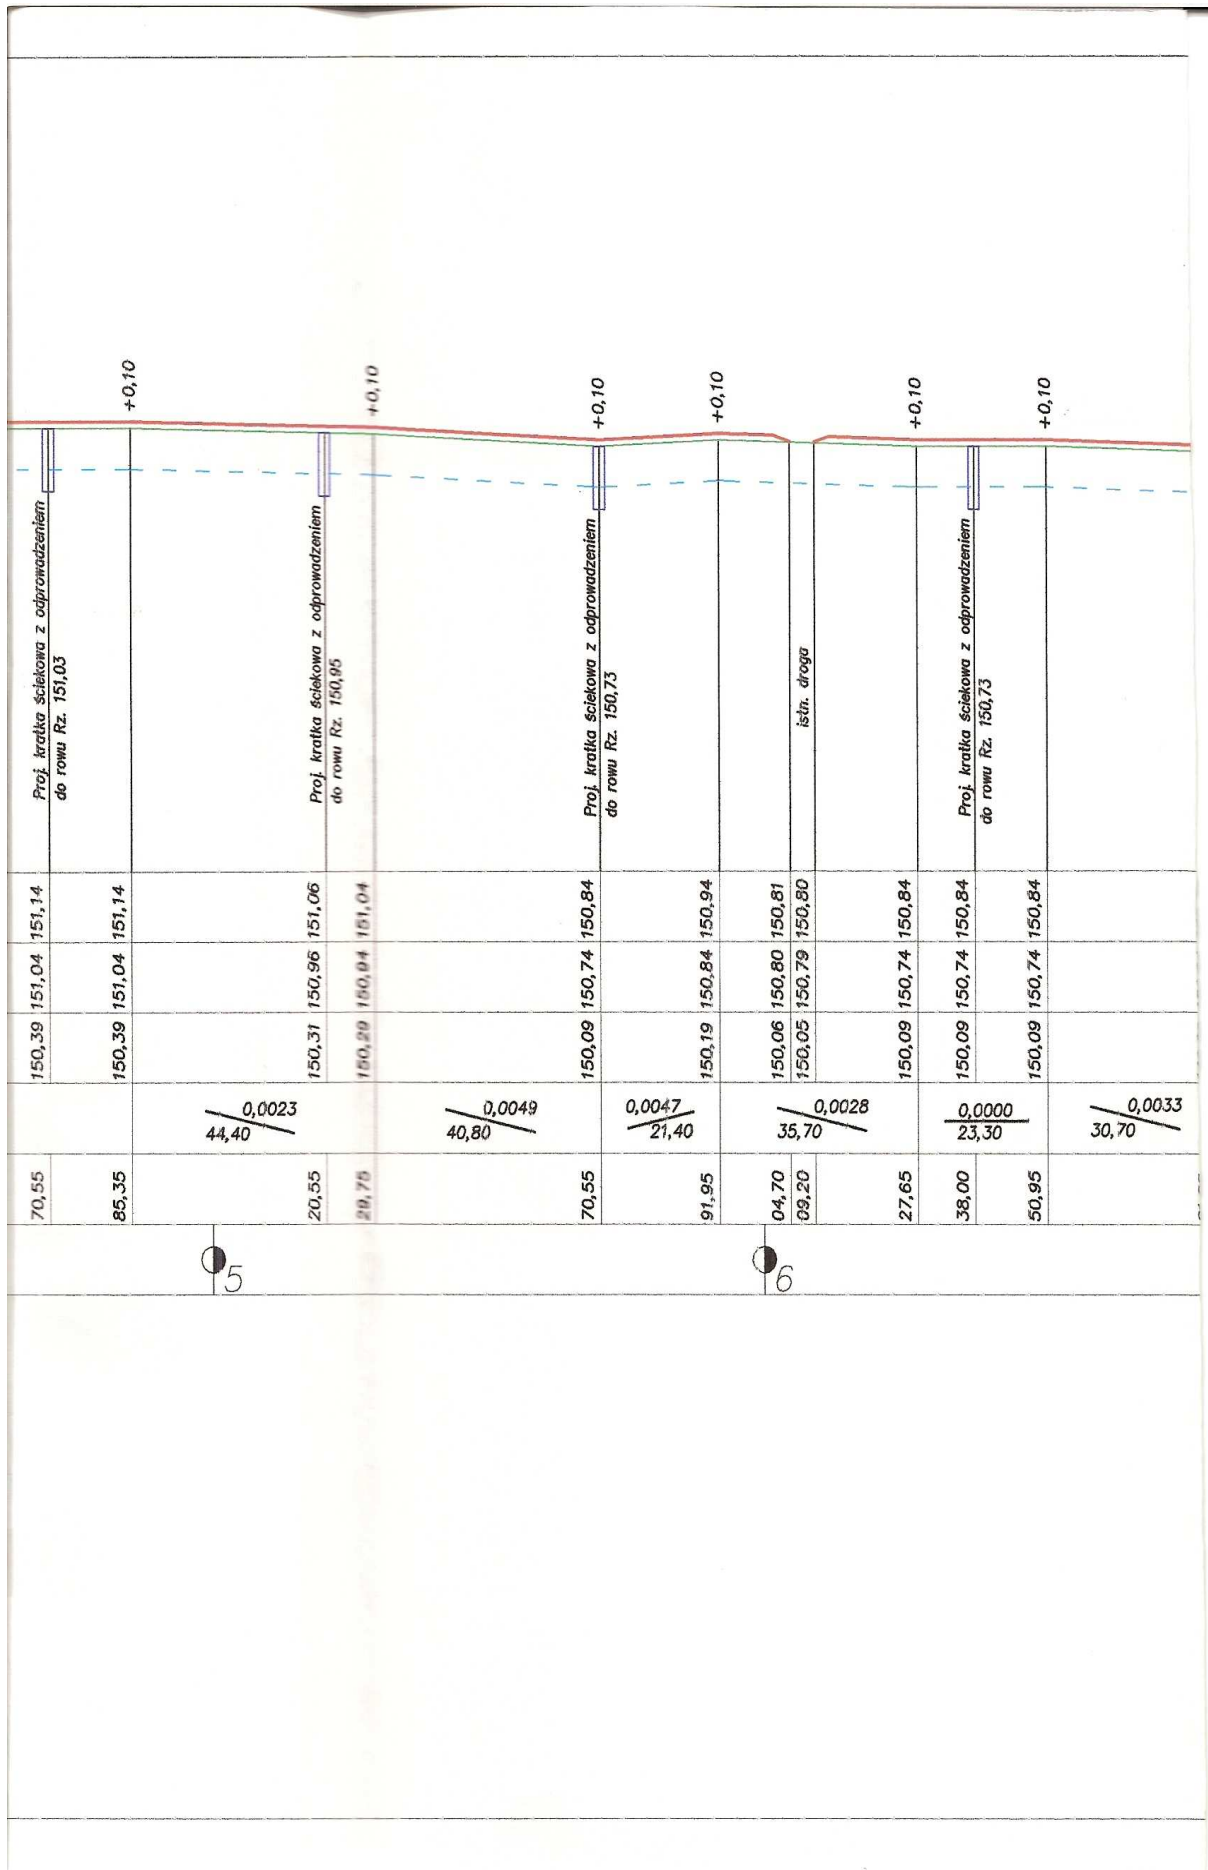 +0,10
+0,10
+0,10
+0,10
+0,10
+0,10
Proj. kratka ściekowa z odprowadzeniem
do rowu Rz. 151,03
Proj. kratka ściekowa z odprowadzeniem
do rowu Rz. 150,95
Proj. kratka ściekowa z odprowadzeniem
do rowu Rz. 150,73
istn. droga
Proj. kratka ściekowa z odprowadzeniem
do rowu Rz. 150,73
151,14 151,14 151,06 151,04 150,84 150,94 150,81 150,80 150,84 150,84 150,84
151,04 151,04 150,96 150,94 150,74 150,84 150,80 150,79 150,74 150,74 150,74
150,39 150,39 150,31 150,29 150,09 150,19 150,06 150,05 150,09 150,09 150,09
0,0023 0,0049 0,0047 0,0028 0,0000 0,0033
44,40 40,80 21,40 35,70 23,30 30,70
70,55 85,35 20,55 29,75 70,55 91,95 04,70 09,20 27,65 38,00 50,95
5 6